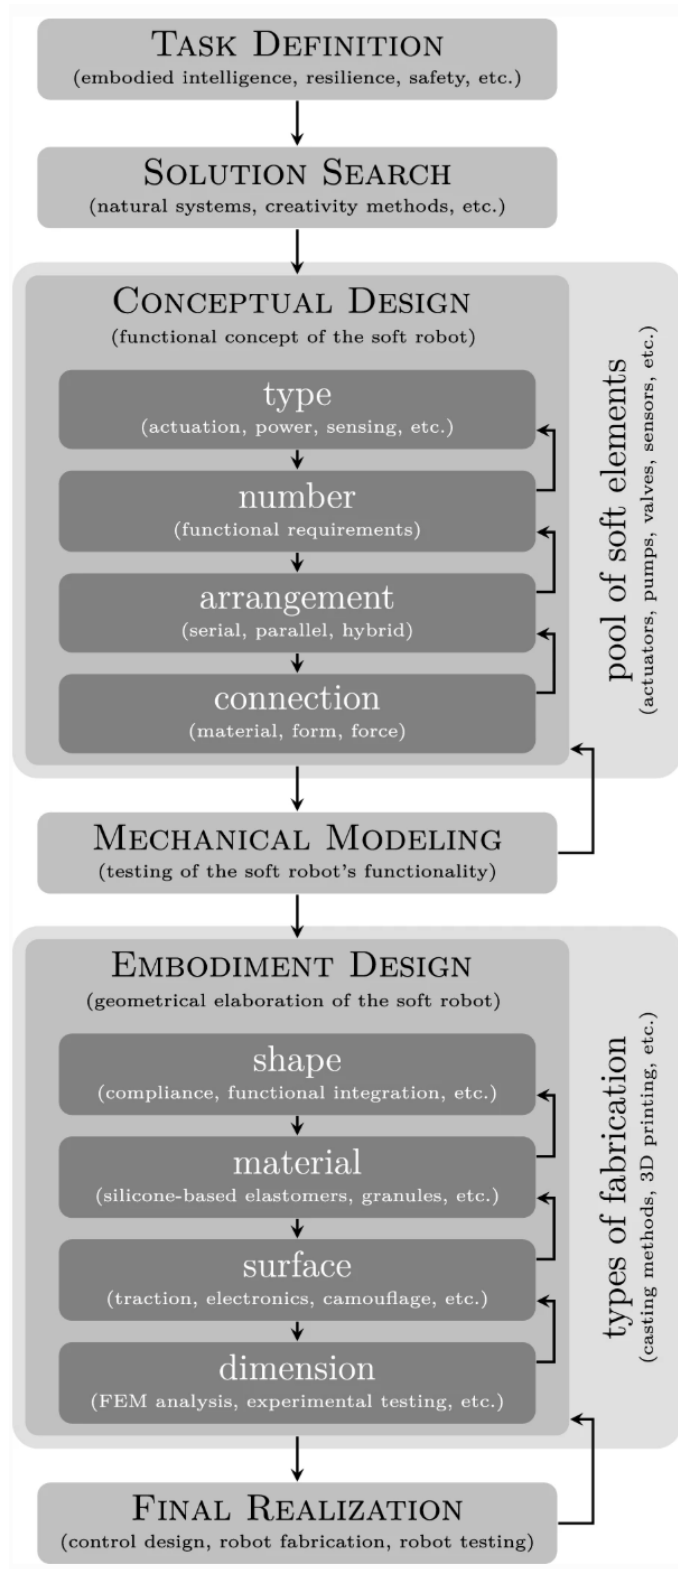 TASK DEFINITION
(embodied intelligence, resilience, safety, etc.)
SOLUTION SEARCH
(natural systems, creativity methods, etc.)
CONCEPTUAL DESIGN
(functional concept of the soft robot)
type
(actuation, power, sensing, etc.)
number
(functional requirements)
arrangement
(serial, parallel, hybrid)
connection
(material, form, force)
pool of soft elements
(actuators, pumps, valves, sensors, etc.)
MECHANICAL MODELING
(testing of the soft robot's functionality)
EMBODIMENT DESIGN
(geometrical elaboration of the soft robot)
shape
(compliance, functional integration, etc.)
material
(silicone-based elastomers, granules, etc.)
surface
(traction, electronics, camouflage, etc.)
dimension
(FEM analysis, experimental testing, etc.)
types of fabrication
(casting methods, 3D printing, etc.)
FINAL REALIZATION
(control design, robot fabrication, robot testing)